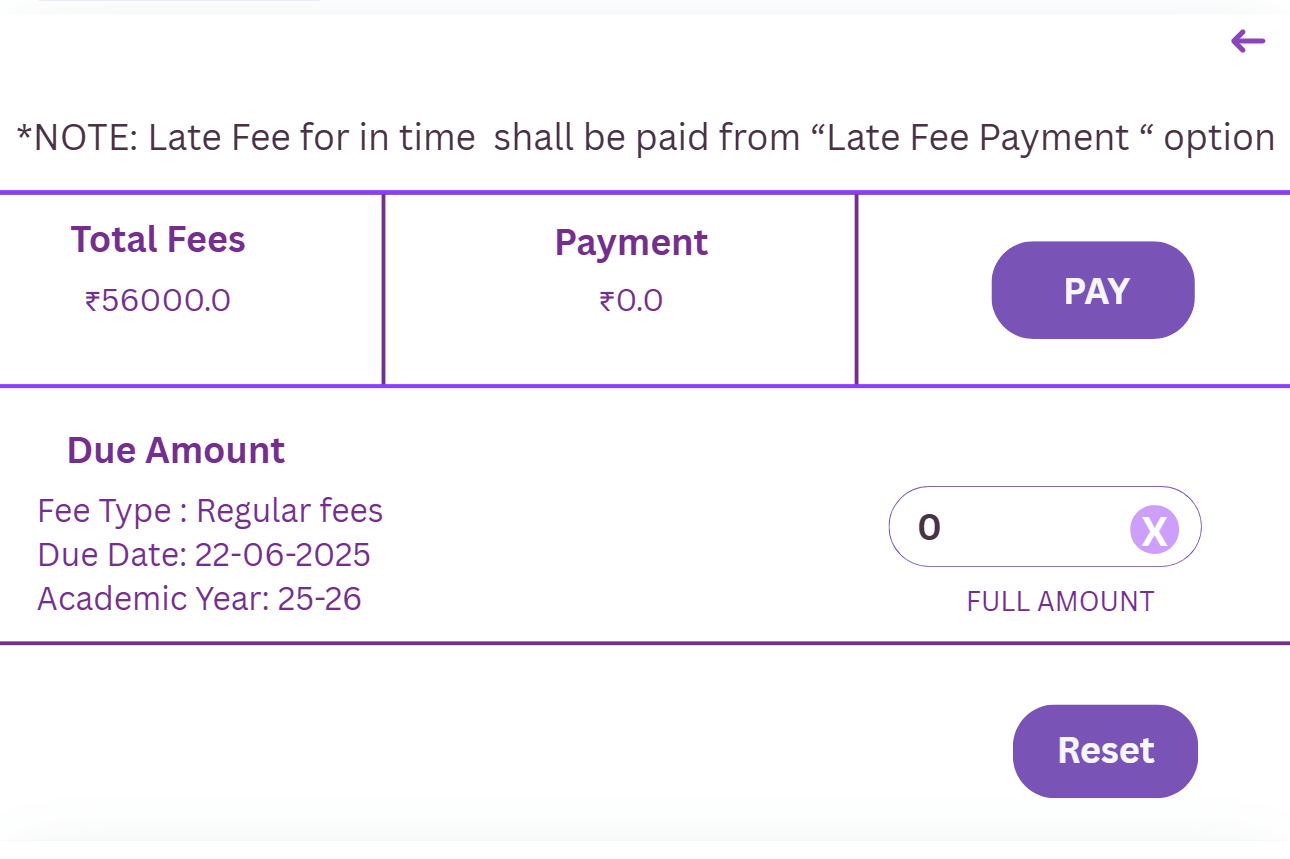 *NOTE: Late Fee for in time  shall be paid from “Late Fee Payment “ option
Total Fees
₹56000.0
Payment
₹0.0
PAY
Due Amount
Fee Type : Regular fees
Due Date: 22-06-2025
Academic Year: 25-26
0
X
FULL AMOUNT
Reset